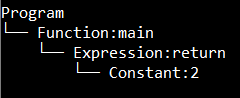 Program
└── Function:main
    └── Expression:return
        └── Constant:2